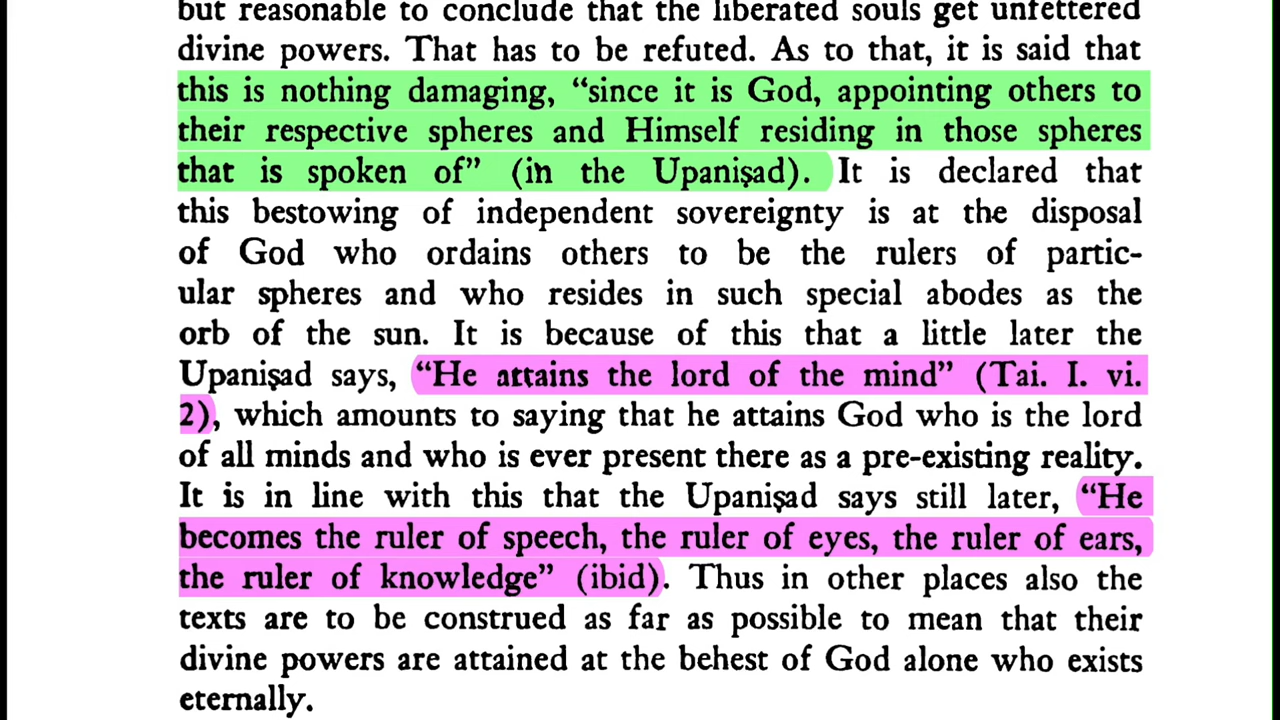 but reasonable to conclude that the liberated souls get unfettered
divine powers. That has to be refuted. As to that, it is said that
this is nothing damaging, “since it is God, appointing others to
their respective spheres and Himself residing in those spheres
that is spoken of” (in the Upaniṣad). It is declared that
this bestowing of independent sovereignty is at the disposal
of God who ordains others to be the rulers of partic-
ular spheres and who resides in such special abodes as the
orb of the sun. It is because of this that a little later the
Upaniṣad says, “He attains the lord of the mind” (Tai. I. vi.
2), which amounts to saying that he attains God who is the lord
of all minds and who is ever present there as a pre-existing reality.
It is in line with this that the Upaniṣad says still later, “He
becomes the ruler of speech, the ruler of eyes, the ruler of ears,
the ruler of knowledge” (ibid). Thus in other places also the
texts are to be construed as far as possible to mean that their
divine powers are attained at the behest of God alone who exists
eternally.